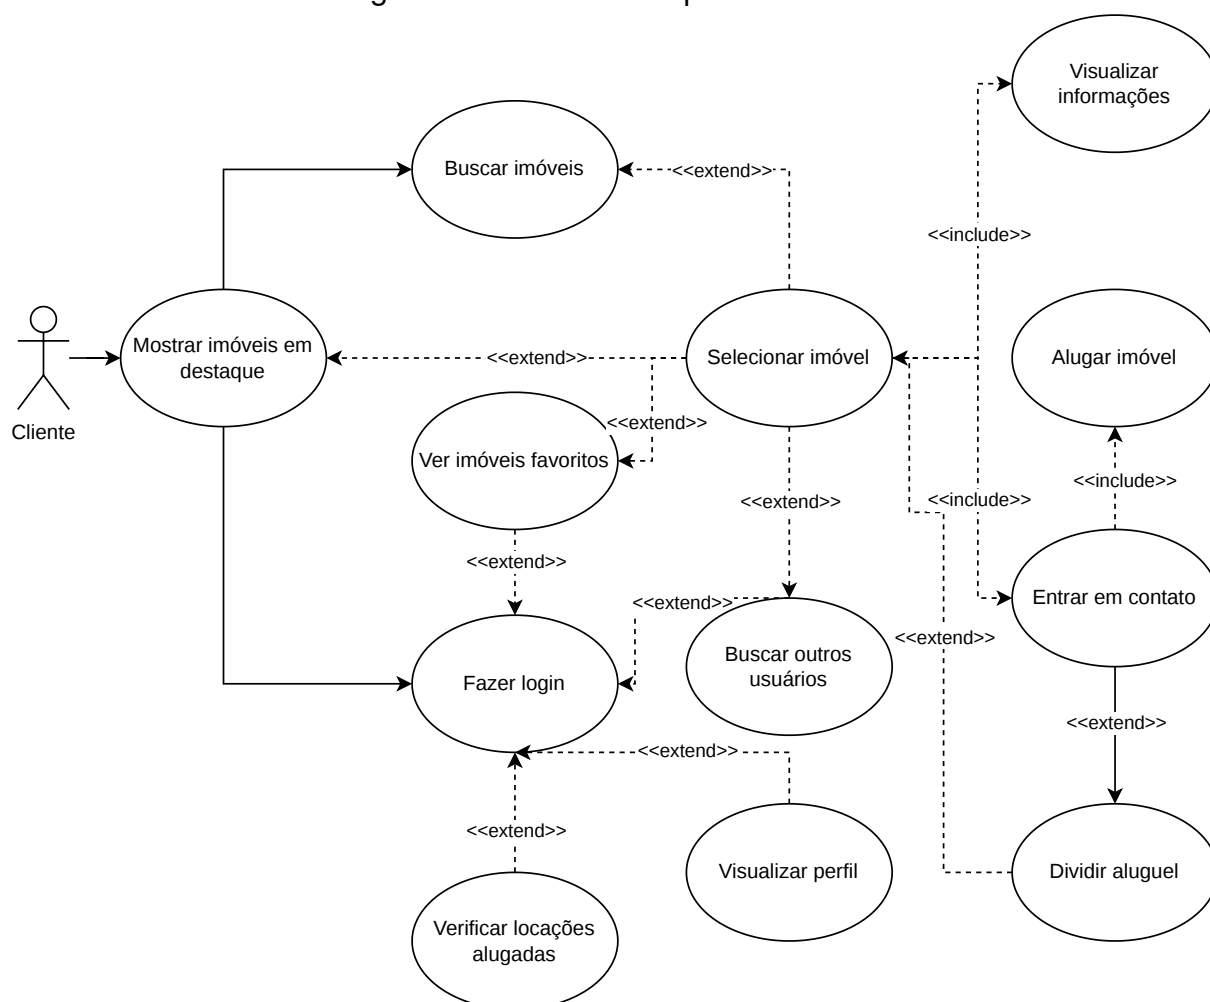 Visualizar
informações
Buscar imóveis
<<extend>>
<<include>>
Mostrar imóveis em
destaque
<<extend>>
Selecionar imóvel
Alugar imóvel
Cliente
<<extend>>
Ver imóveis favoritos
<<include>>
<<extend>>
<<include>>
<<extend>>
<<extend>>
Entrar em contato
<<extend>>
Buscar outros
usuários
Fazer login
<<extend>>
<<extend>>
<<extend>>
Visualizar perfil
Dividir aluguel
Verificar locações
alugadas